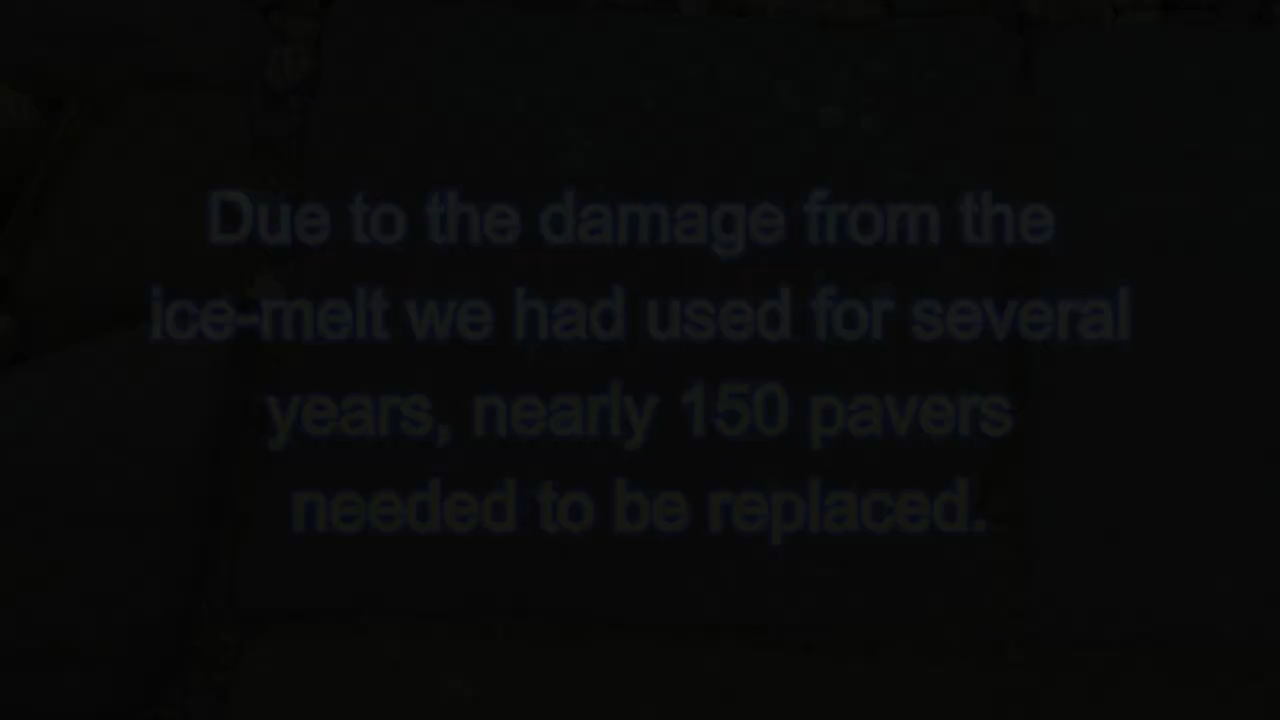 Due to the damage from the
ice-melt we had used for several
years, nearly 150 pavers
needed to be replaced.